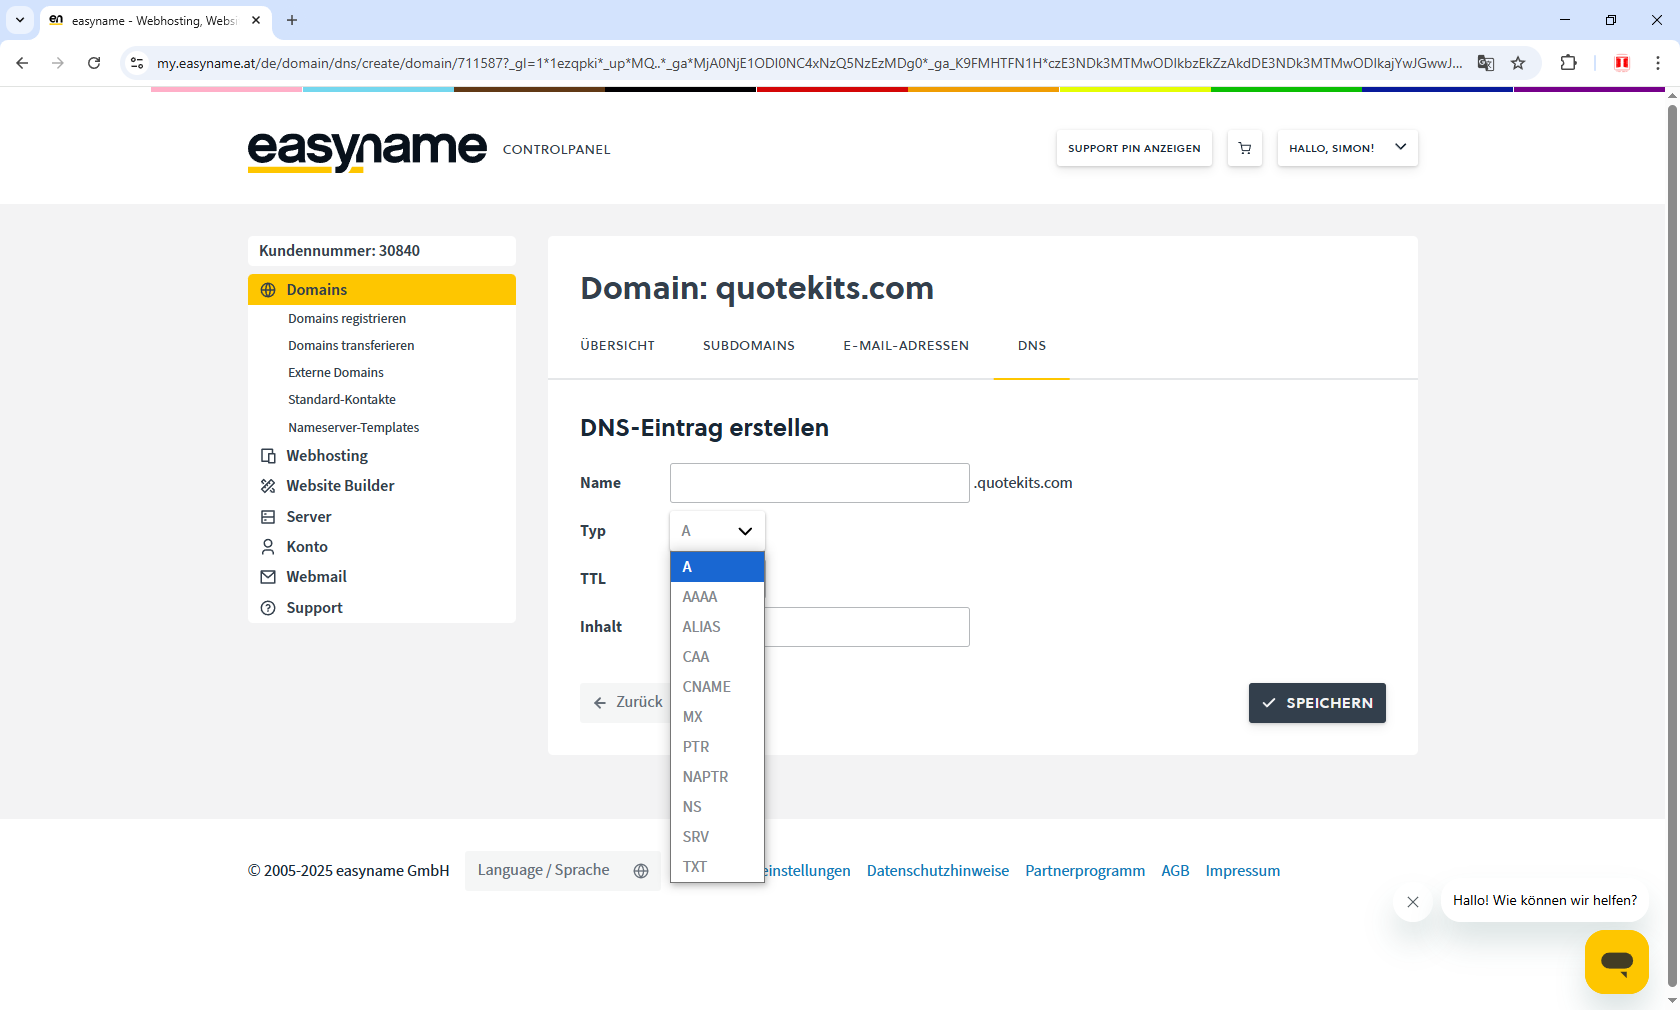 easyname - Webhosting, Websi
my.easyname.at/de/domain/dns/create/domain/711587?_gl=1*1ezqpki*_up*MQ..*_ga*MjA0NjE1ODI0NC4xNzQ5NzEzMDg0*_ga_K9FMHTFN1H*czE3NDk3MTMwODIkbzEkZzAkdDE3NDk3MTMwODIkajYwJGwwJ...
easyname CONTROLPANEL
SUPPORT PIN ANZEIGEN
HALLO, SIMON!
Kundennummer: 30840
Domains
Domains registrieren
Domains transferieren
Externe Domains
Standard-Kontakte
Nameserver-Templates
Webhosting
Website Builder
Server
Konto
Webmail
Support
Domain: quotekits.com
ÜBERSICHT SUBDOMAINS E-MAIL-ADRESSEN DNS
DNS-Eintrag erstellen
Name .quotekits.com
Typ A
TTL
Inhalt
A
AAAA
ALIAS
CAA
CNAME
MX
PTR
NAPTR
NS
SRV
TXT
Zurück
SPEICHERN
© 2005-2025 easyname GmbH Language / Sprache einstellungen Datenschutzhinweise Partnerprogramm AGB Impressum
Hallo! Wie können wir helfen?